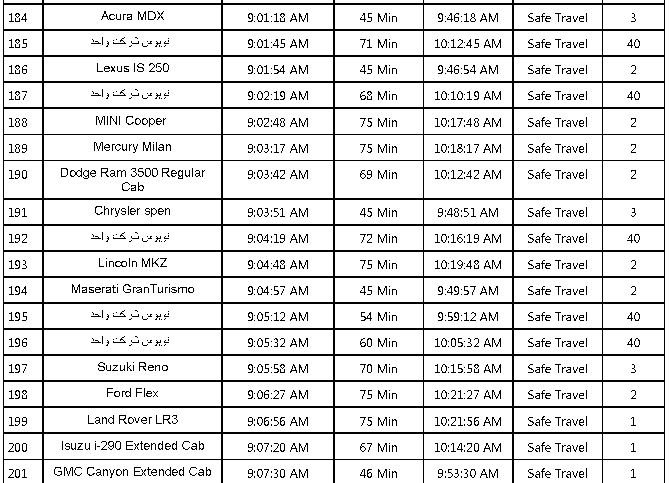 184 Acura MDX 9:01:18 AM 45 Min 9:46:18 AM Safe Travel 3
185 توبوس شرکت واحد 9:01:45 AM 71 Min 10:12:45 AM Safe Travel 40
186 Lexus IS 250 9:01:54 AM 45 Min 9:46:54 AM Safe Travel 2
187 توبوس شرکت واحد 9:02:19 AM 68 Min 10:10:19 AM Safe Travel 40
188 MINI Cooper 9:02:48 AM 75 Min 10:17:48 AM Safe Travel 2
189 Mercury Milan 9:03:17 AM 75 Min 10:18:17 AM Safe Travel 2
190 Dodge Ram 3500 Regular 9:03:42 AM 69 Min 10:12:42 AM Safe Travel 2
Cab
191 Chrysler spen 9:03:51 AM 45 Min 9:48:51 AM Safe Travel 3
192 توبوس شرکت واحد 9:04:19 AM 72 Min 10:16:19 AM Safe Travel 40
193 Lincoln MKZ 9:04:48 AM 75 Min 10:19:48 AM Safe Travel 2
194 Maserati GranTurismo 9:04:57 AM 45 Min 9:49:57 AM Safe Travel 2
195 توبوس شرکت واحد 9:05:12 AM 54 Min 9:59:12 AM Safe Travel 40
196 توبوس شرکت واحد 9:05:32 AM 60 Min 10:05:32 AM Safe Travel 40
197 Suzuki Reno 9:05:58 AM 70 Min 10:15:58 AM Safe Travel 3
198 Ford Flex 9:06:27 AM 75 Min 10:21:27 AM Safe Travel 2
199 Land Rover LR3 9:06:56 AM 75 Min 10:21:56 AM Safe Travel 1
200 Isuzu i-290 Extended Cab 9:07:20 AM 67 Min 10:14:20 AM Safe Travel 1
201 GMC Canyon Extended Cab 9:07:30 AM 46 Min 9:53:30 AM Safe Travel 1